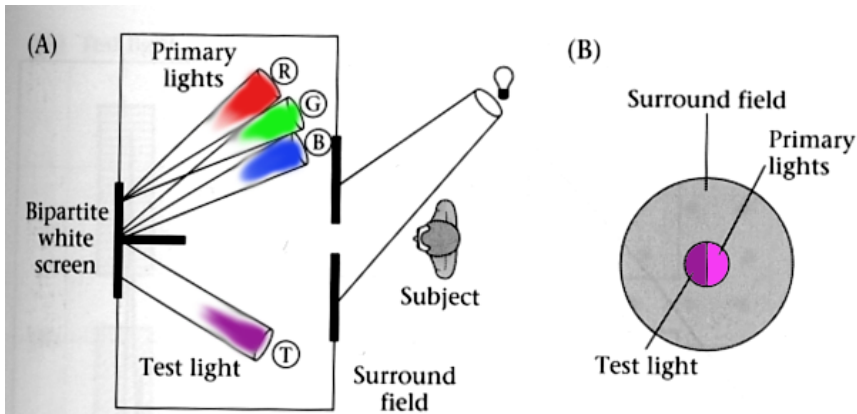 (A)
Primary
lights
R
G
B
Bipartite
white
screen
Subject
Test light
T
Surround
field
(B)
Surround field
Primary
lights
Test light